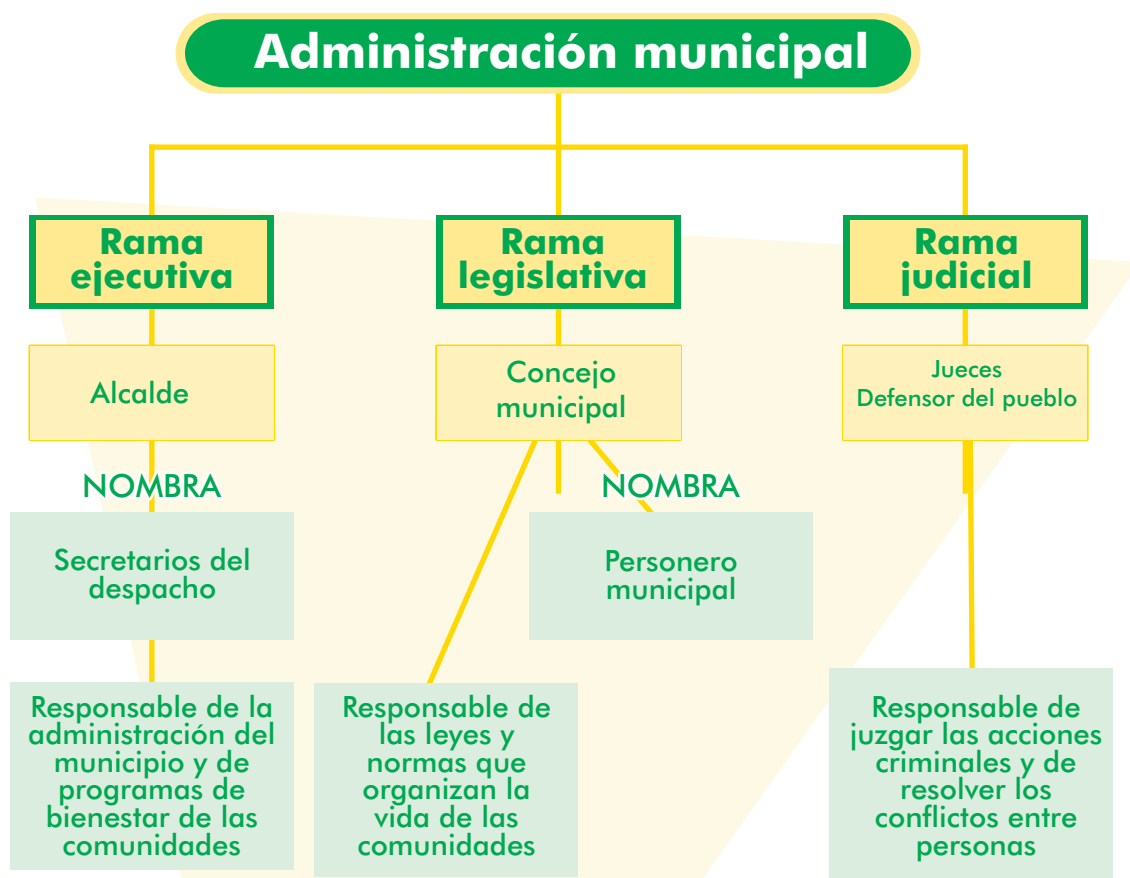 Administración municipal
Rama
ejecutiva
Rama
legislativa
Rama
judicial
Alcalde
Concejo
municipal
Jueces
Defensor del pueblo
NOMBRA
NOMBRA
Secretarios del
despacho
Personero
municipal
Responsable de la
administración del
municipio y de
programas de
bienestar de las
comunidades
Responsable de
las leyes y
normas que
organizan la
vida de las
comunidades
Responsable de
juzgar las acciones
criminales y de
resolver los
conflictos entre
personas